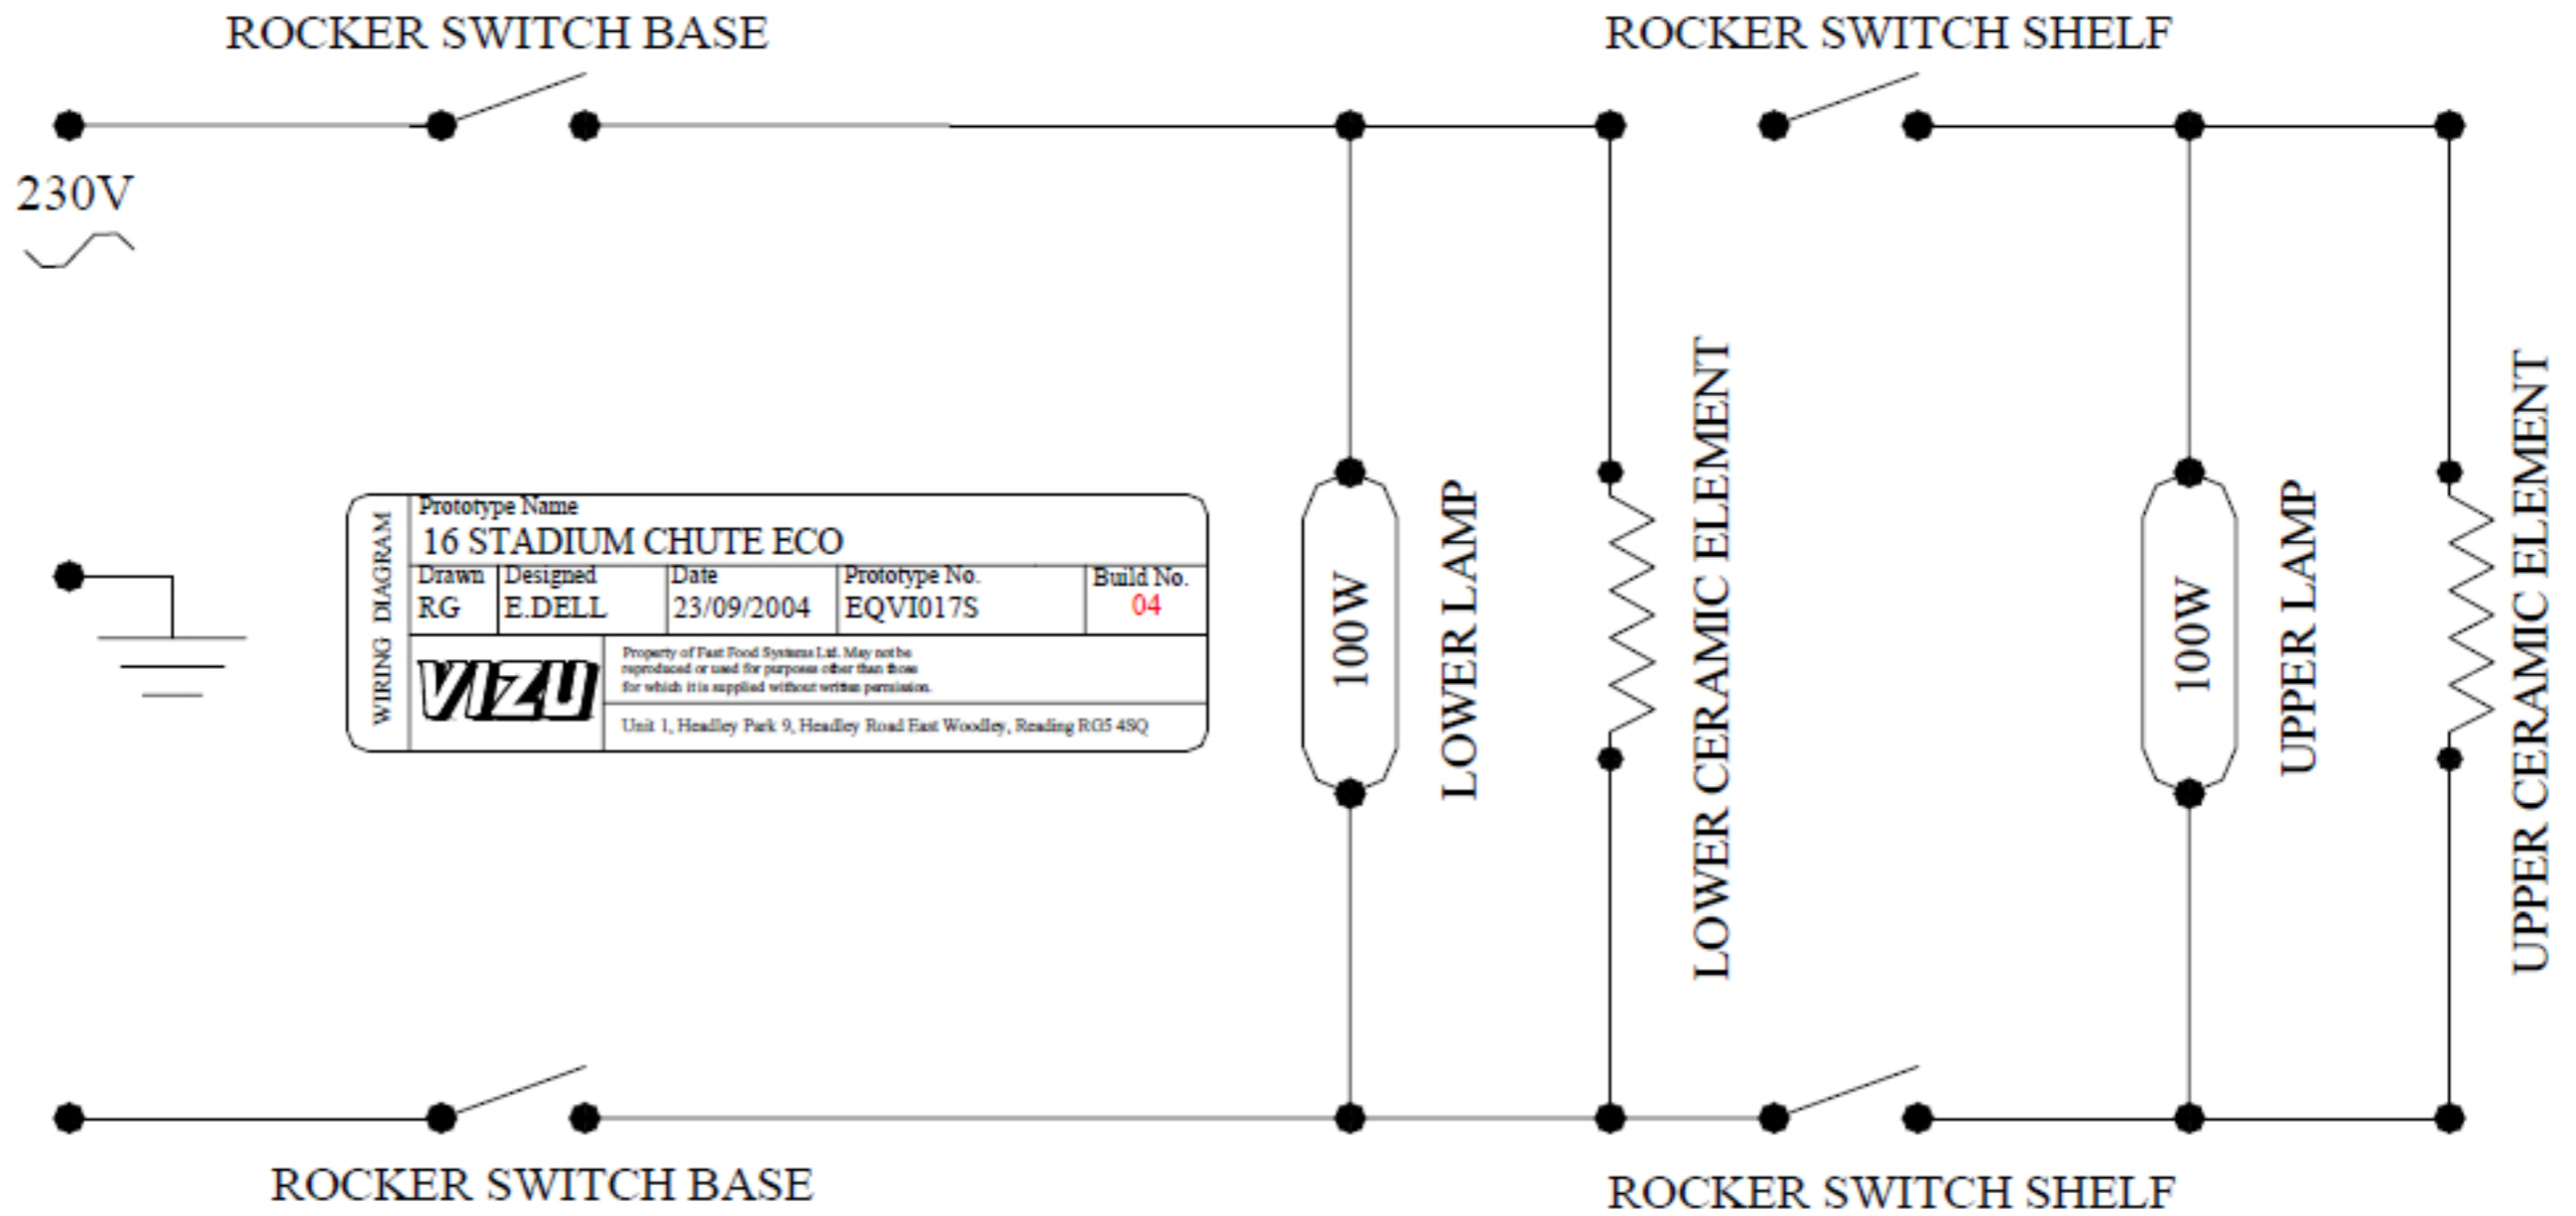 ROCKER SWITCH BASE
ROCKER SWITCH SHELF
230V
WIRING DIAGRAM
Prototype Name
16 STADIUM CHUTE ECO
Drawn
RG
Designed
E.DELL
Date
23/09/2004
Prototype No.
EQVI017S
Build No.
04
VIZU
Property of Fast Food Systems Ltd. May not be
reproduced or used for purposes other than those
for which it is supplied without written permission.
Unit 1, Headley Park 9, Headley Road East Woodley, Reading RG5 4SQ
100W
LOWER LAMP
LOWER CERAMIC ELEMENT
100W
UPPER LAMP
UPPER CERAMIC ELEMENT
ROCKER SWITCH BASE
ROCKER SWITCH SHELF